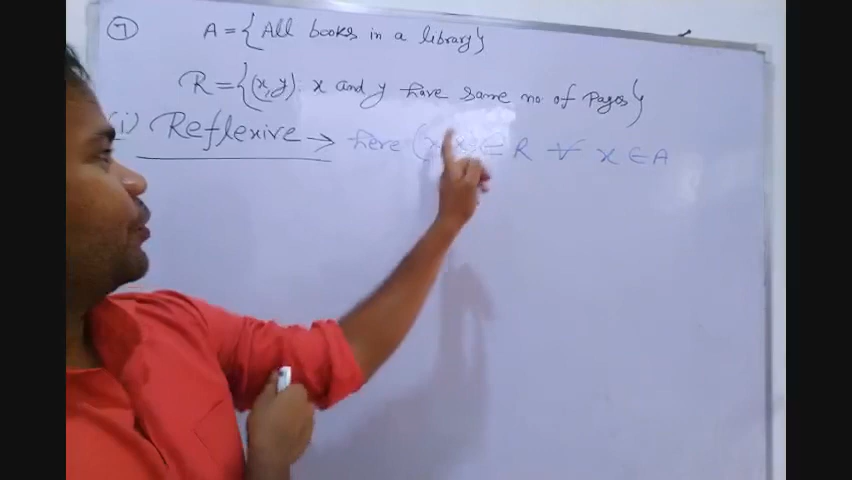 7 A = {All books in a library}
R = {(x,y): x and y have same no of Pages}
(i) Reflexive → here (x, x) ∈ R ∀ x ∈ A